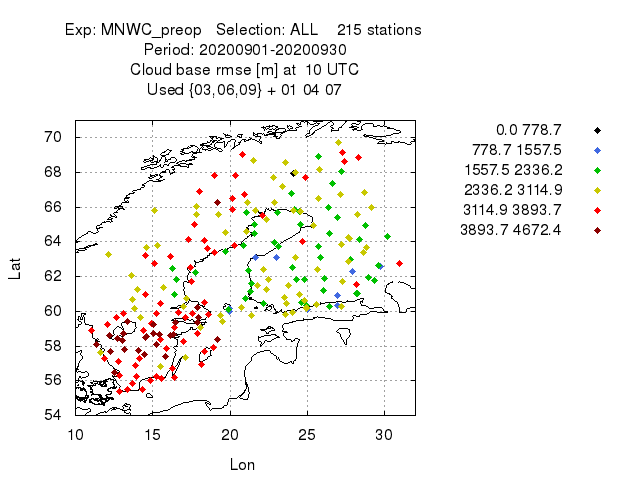 Exp: MNWC_preop   Selection: ALL    215 stations
Period: 20200901-20200930
Cloud base rmse [m] at  10 UTC
Used {03,06,09} + 01 04 07
0.0 778.7
778.7 1557.5
1557.5 2336.2
2336.2 3114.9
3114.9 3893.7
3893.7 4672.4
70
68
66
64
62
60
58
56
54
Lat
10 15 20 25 30
Lon